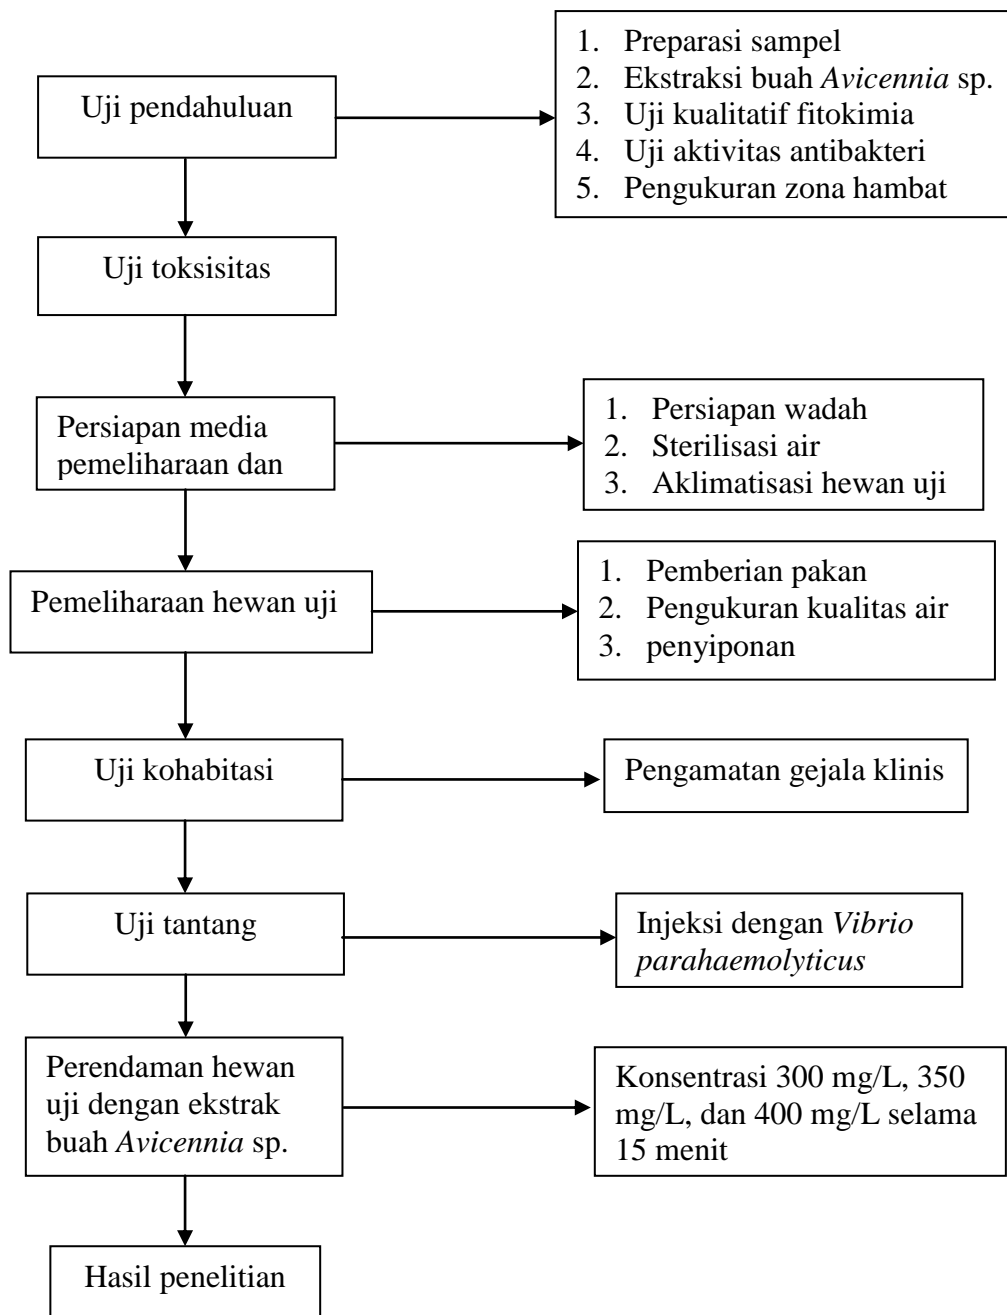 Uji pendahuluan
1. Preparasi sampel
2. Ekstraksi buah Avicennia sp.
3. Uji kualitatif fitokimia
4. Uji aktivitas antibakteri
5. Pengukuran zona hambat
Uji toksisitas
Persiapan media
pemeliharaan dan
1. Persiapan wadah
2. Sterilisasi air
3. Aklimatisasi hewan uji
Pemeliharaan hewan uji
1. Pemberian pakan
2. Pengukuran kualitas air
3. penyiponan
Uji kohabitasi
Pengamatan gejala klinis
Uji tantang
Injeksi dengan Vibrio
parahaemolyticus
Perendaman hewan
uji dengan ekstrak
buah Avicennia sp.
Konsentrasi 300 mg/L, 350
mg/L, dan 400 mg/L selama
15 menit
Hasil penelitian